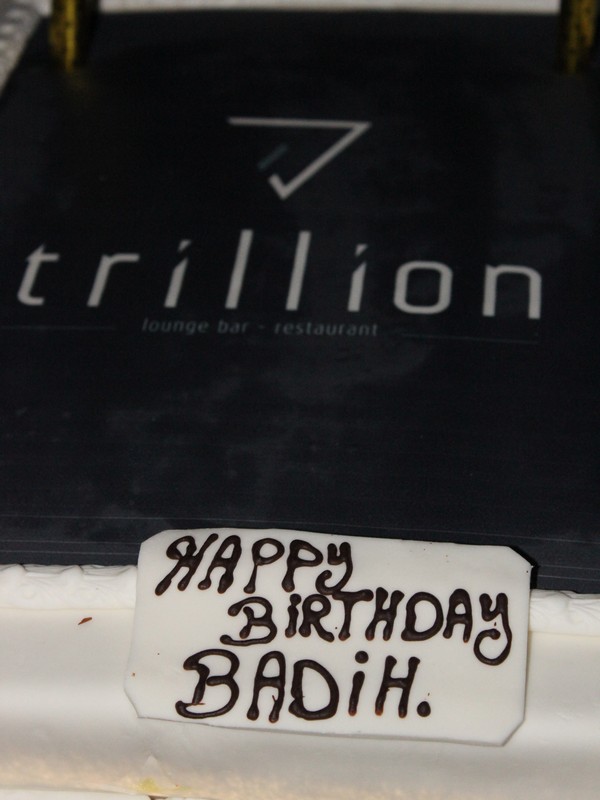 trillion
lounge bar - restaurant
HAPPY
BiRTHDAY
BADiH.